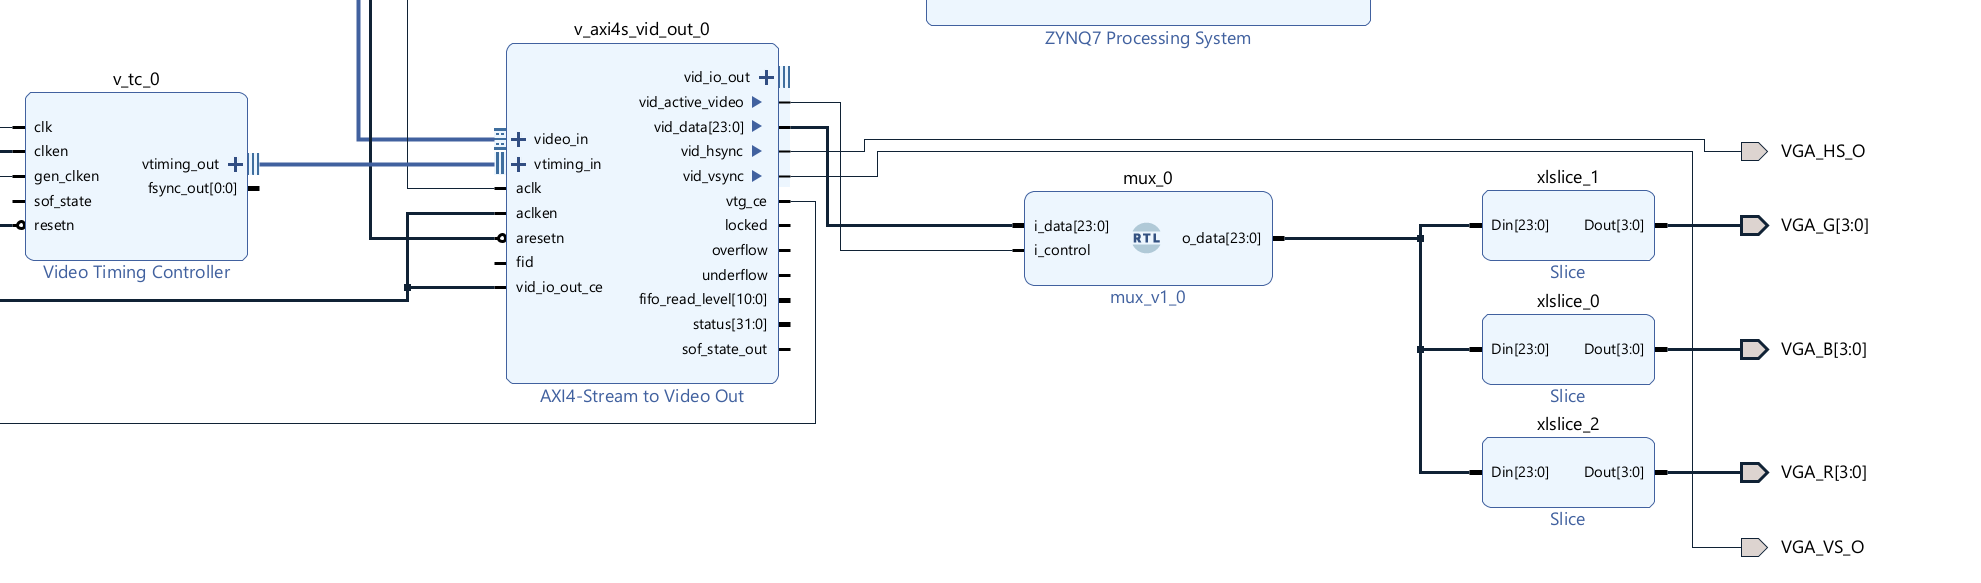 ZYNQ7 Processing System
v_tc_0
clk
clken
gen_clken
sof_state
resetn
vtiming_out
fsync_out[0:0]
Video Timing Controller
v_axi4s_vid_out_0
video_in
vtiming_in
aclk
aclken
aresetn
fid
vid_io_out_ce
vid_io_out
vid_active_video
vid_data[23:0]
vid_hsync
vid_vsync
vtg_ce
locked
overflow
underflow
fifo_read_level[10:0]
status[31:0]
sof_state_out
AXI4-Stream to Video Out
mux_0
i_data[23:0]
i_control
RTL
o_data[23:0]
mux_v1_0
xlslice_1
Din[23:0] Dout[3:0]
Slice
xlslice_0
Din[23:0] Dout[3:0]
Slice
xlslice_2
Din[23:0] Dout[3:0]
Slice
VGA_HS_O
VGA_G[3:0]
VGA_B[3:0]
VGA_R[3:0]
VGA_VS_O